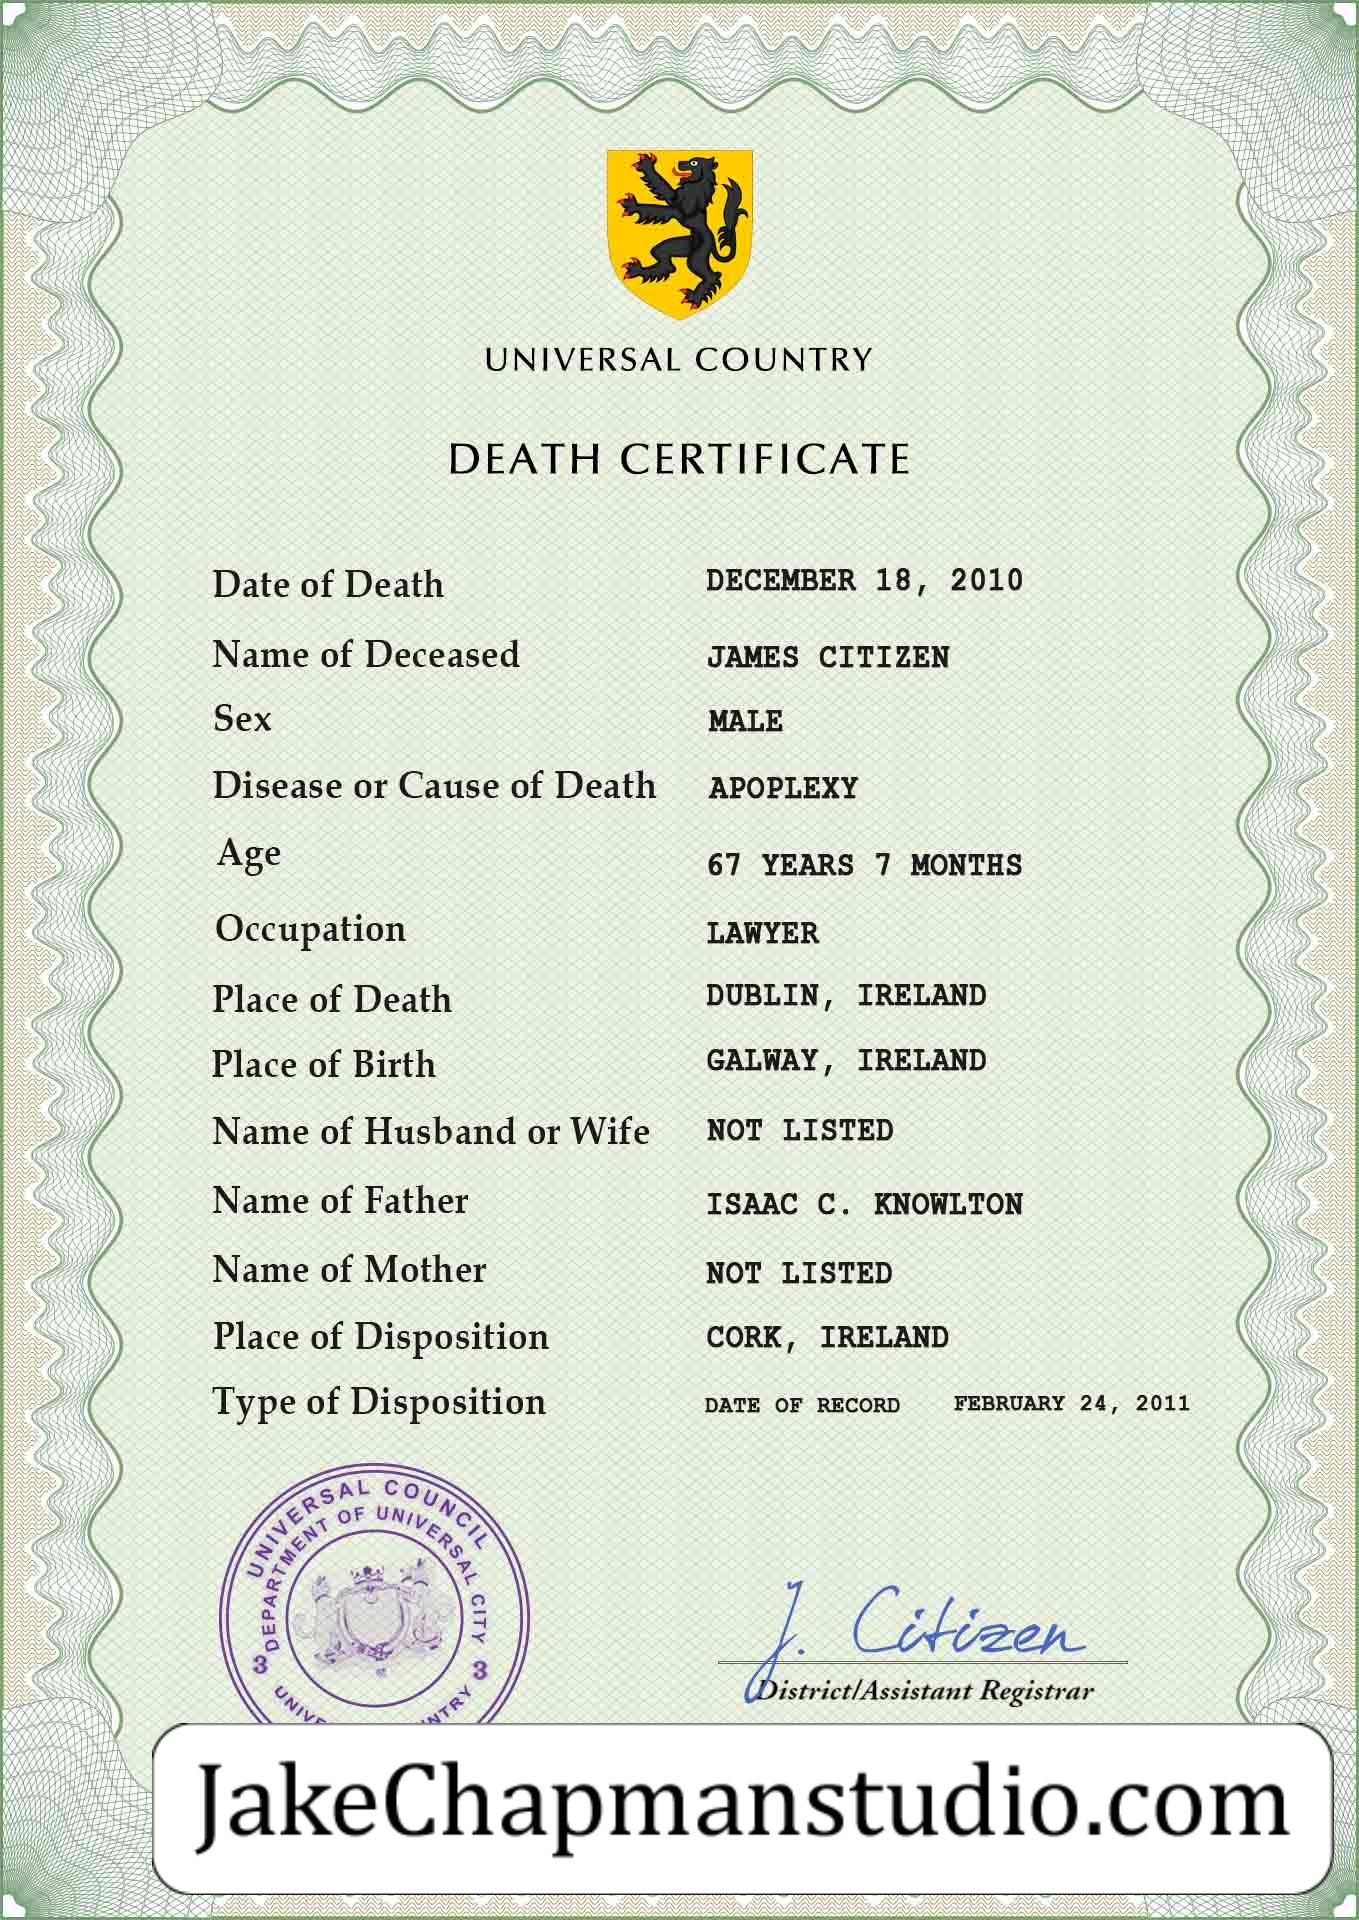 UNIVERSAL COUNTRY
DEATH CERTIFICATE
Date of Death DECEMBER 18, 2010
Name of Deceased JAMES CITIZEN
Sex MALE
Disease or Cause of Death APOPLEXY
Age 67 YEARS 7 MONTHS
Occupation LAWYER
Place of Death DUBLIN, IRELAND
Place of Birth GALWAY, IRELAND
Name of Husband or Wife NOT LISTED
Name of Father ISAAC C. KNOWLTON
Name of Mother NOT LISTED
Place of Disposition CORK, IRELAND
Type of Disposition DATE OF RECORD FEBRUARY 24, 2011
UNIVERSAL COUNCIL
DEPARTMENT OF UNIVERSAL CITY
3 3
J. Citizen
District/Assistant Registrar
JakeChapmanstudio.com